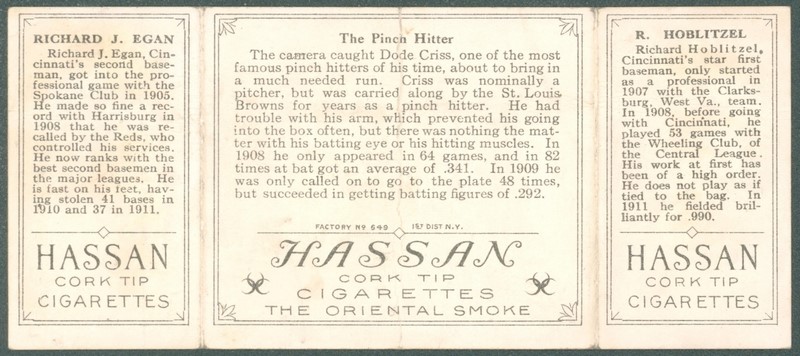 RICHARD J. EGAN
Richard J. Egan, Cin-
cinnati's second base-
man, got into the pro-
fessional game with the
Spokane Club in 1905.
He made so fine a rec-
ord with Harrisburg in
1908 that he was re-
called by the Reds, who
controlled his services.
He now ranks with the
best second basemen in
the major leagues. He
is fast on his feet, hav-
ing stolen 41 bases in
1910 and 37 in 1911.
HASSAN
CORK TIP
CIGARETTES
The Pinch Hitter
The camera caught Dode Criss, one of the most
famous pinch hitters of his time, about to bring in
a much needed run. Criss was nominally a
pitcher, but was carried along by the St. Louis
Browns for years as a pinch hitter. He had
trouble with his arm, which prevented his going
into the box often, but there was nothing the mat-
ter with his batting eye or his hitting muscles. In
1908 he only appeared in 64 games, and in 82
times at bat got an average of .341. In 1909 he
was only called on to go to the plate 48 times,
but succeeded in getting batting figures of .292.
FACTORY Nº 649 1ST DIST N.Y.
HASSAN
CORK TIP
CIGARETTES
THE ORIENTAL SMOKE
R. HOBLITZEL
Richard Hoblitzel,
Cincinnati's star first
baseman, only started
as a professional in
1907 with the Clarks-
burg, West Va., team.
In 1908, before going
with Cincinnati, he
played 53 games with
the Wheeling Club, of
the Central League.
His work at first has
been of a high order.
He does not play as if
tied to the bag. In
1911 he fielded bril-
liantly for .990.
HASSAN
CORK TIP
CIGARETTES